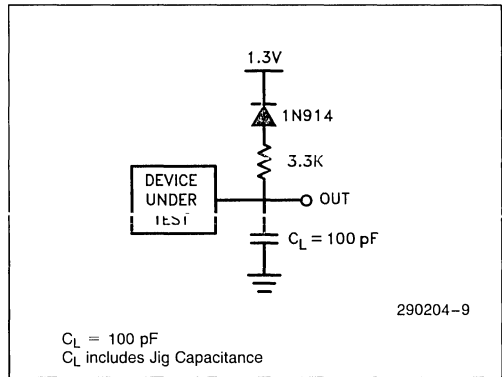 1.3V
1N914
3.3K
DEVICE
UNDER
TEST
OUT
C_L = 100 pF
290204-9
C_L = 100 pF
C_L includes Jig Capacitance